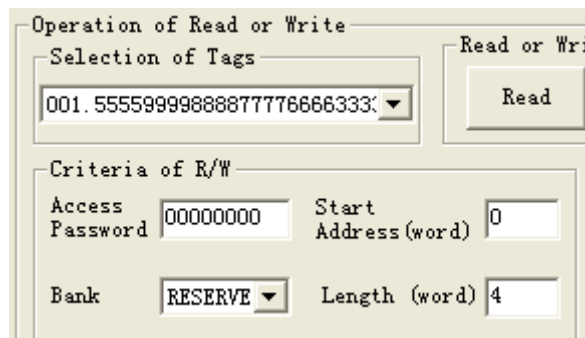 Operation of Read or Write
Selection of Tags
Read or Wri
001.555599998888777766663333
Read
Criteria of R/W
Access Password
00000000
Start Address(word)
0
Bank
RESERVE
Length (word)
4